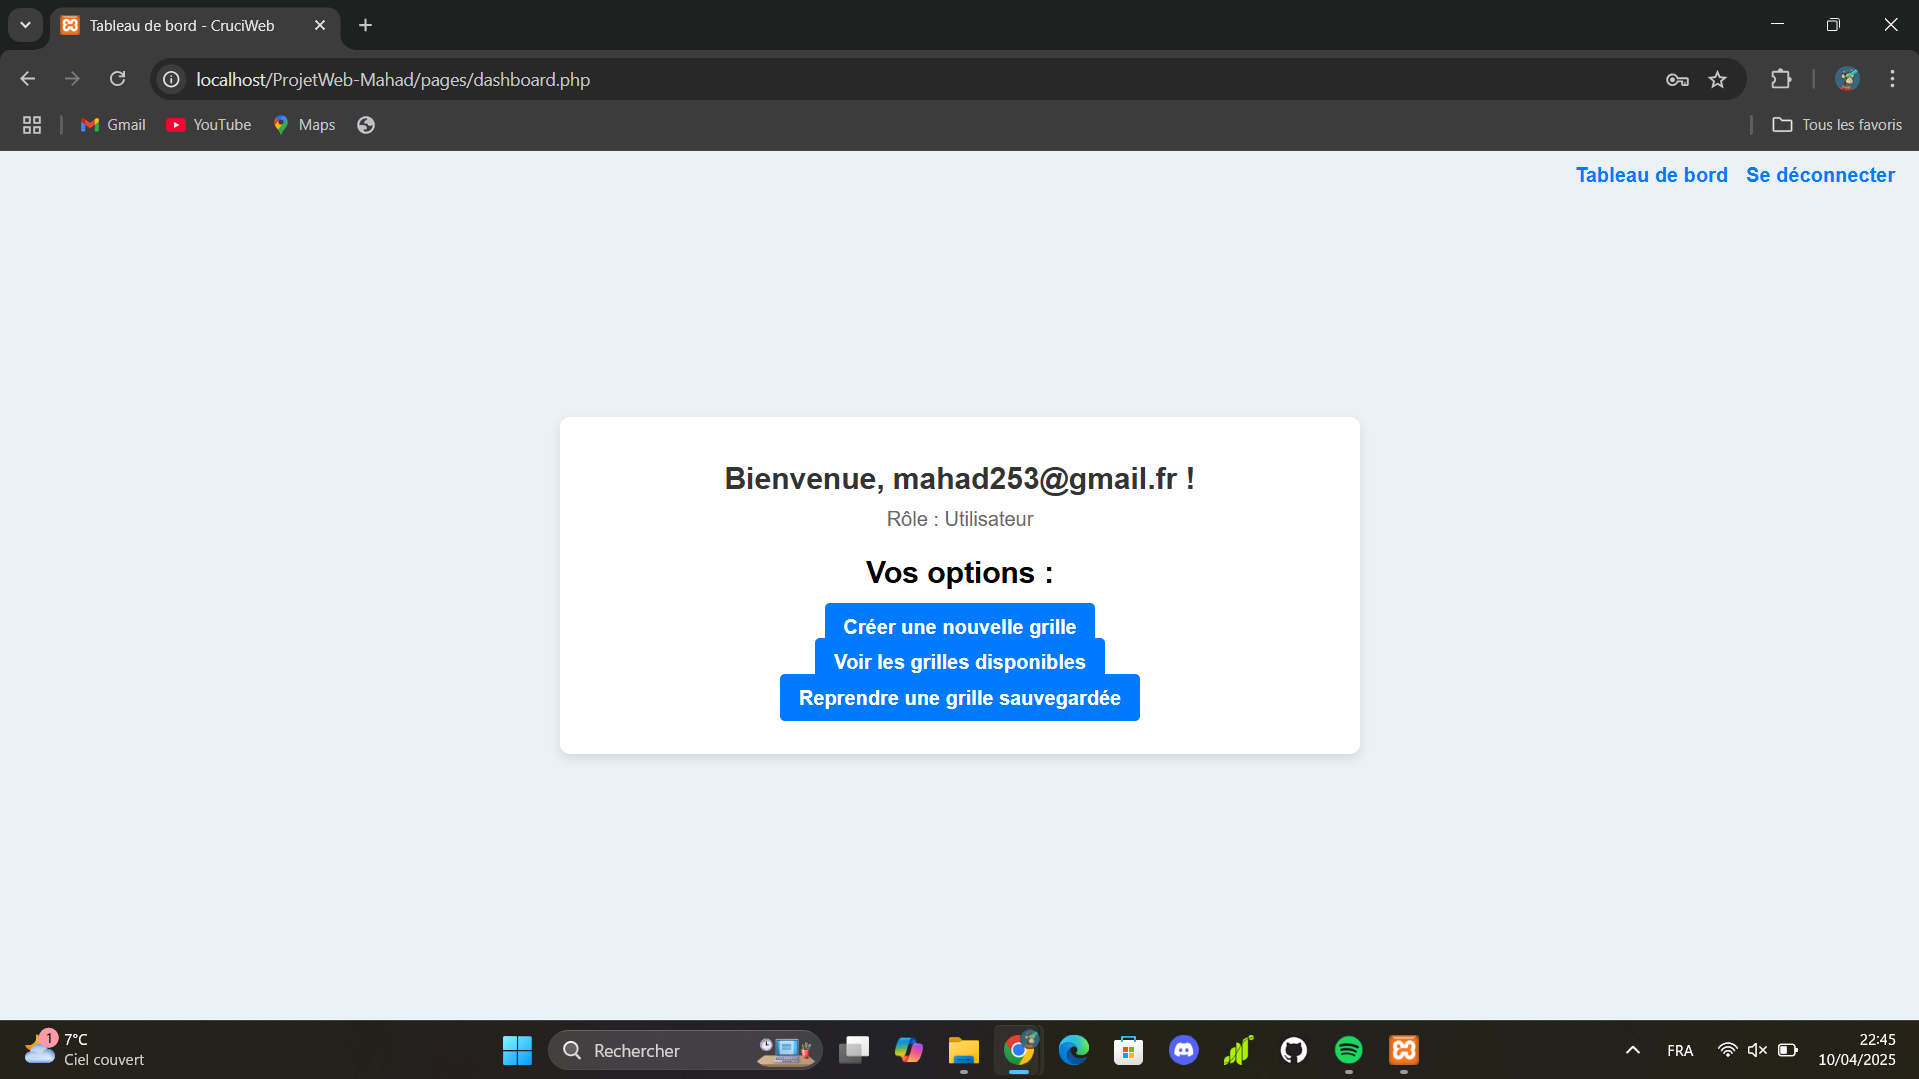 Tableau de bord - CruciWeb
localhost/ProjetWeb-Mahad/pages/dashboard.php
Gmail
YouTube
Maps
Tous les favoris
Tableau de bord
Se déconnecter
Bienvenue, mahad253@gmail.fr !
Rôle : Utilisateur
Vos options :
Créer une nouvelle grille
Voir les grilles disponibles
Reprendre une grille sauvegardée
1
7°C
Ciel couvert
Rechercher
FRA
22:45
10/04/2025